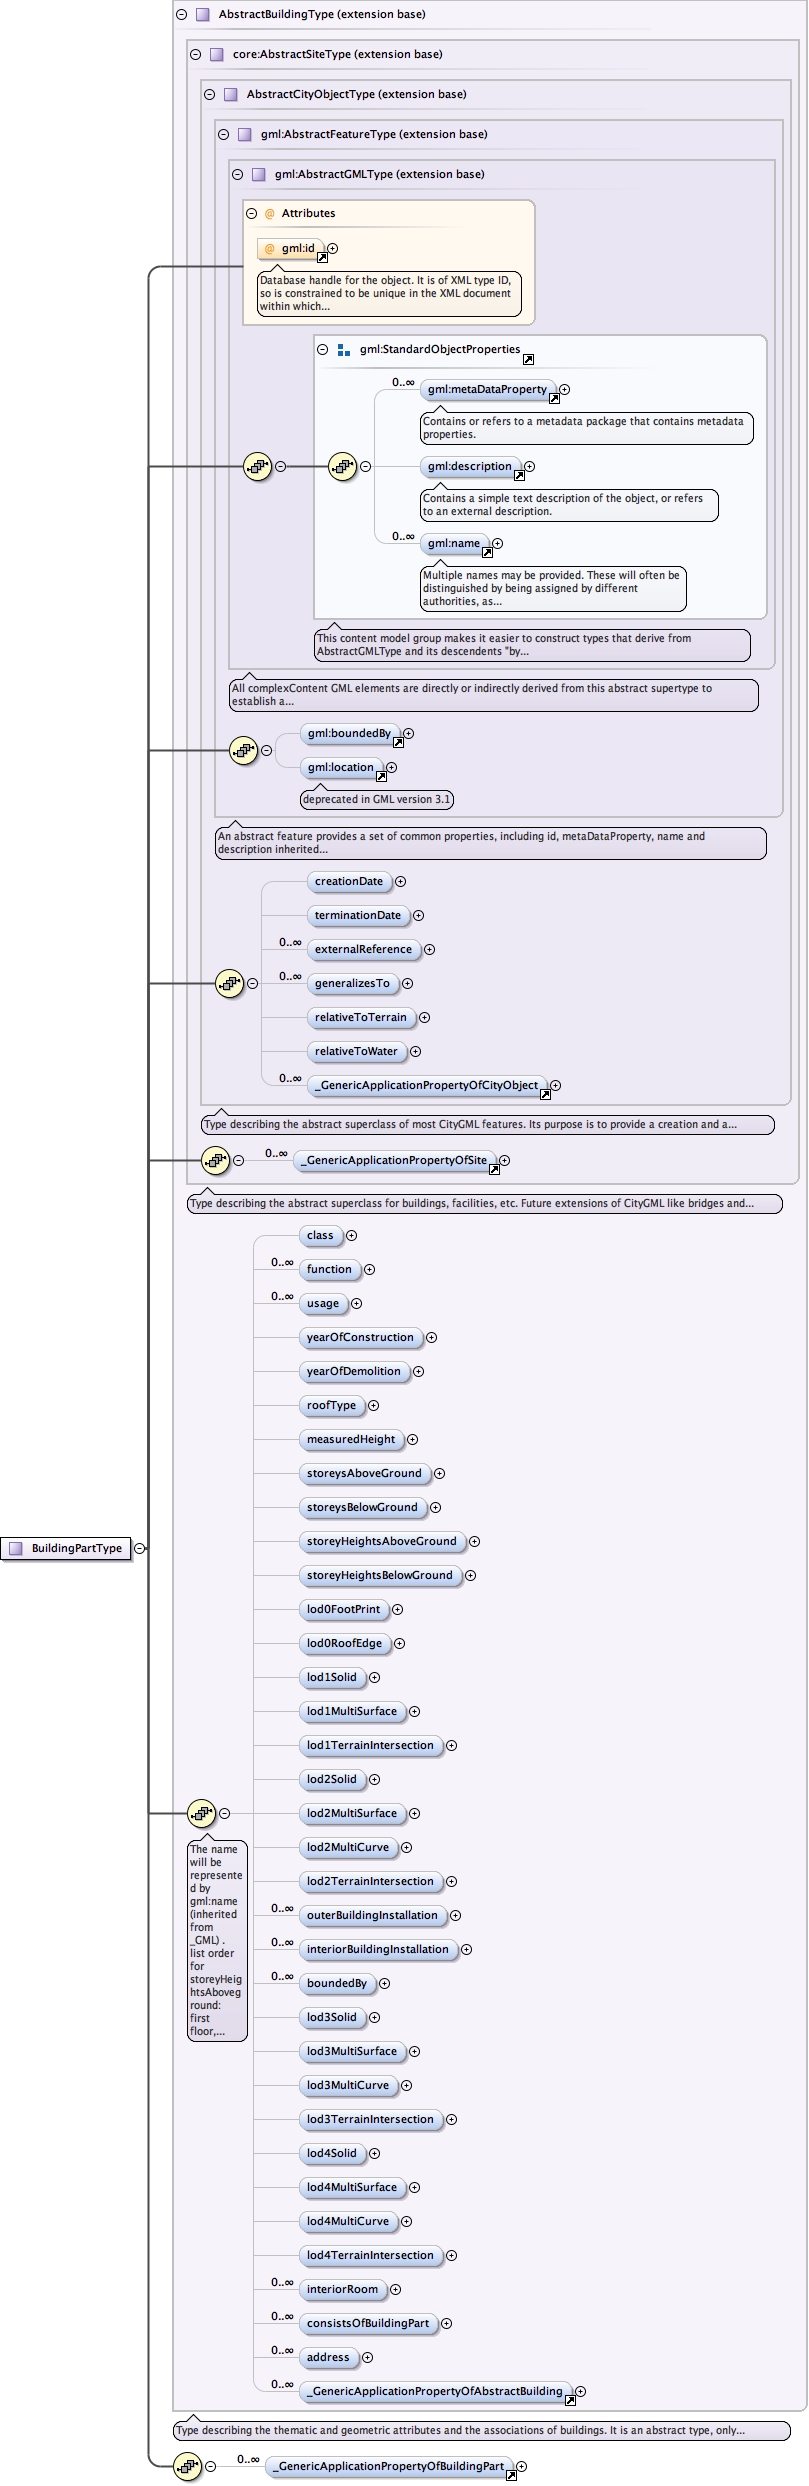 AbstractBuildingType (extension base)
core:AbstractSiteType (extension base)
AbstractCityObjectType (extension base)
gml:AbstractFeatureType (extension base)
gml:AbstractGMLType (extension base)
@ Attributes
@ gml:id
Database handle for the object. It is of XML type ID,
so is constrained to be unique in the XML document
within which...
gml:StandardObjectProperties
0..∞ gml:metaDataProperty
Contains or refers to a metadata package that contains metadata
properties.
gml:description
Contains a simple text description of the object, or refers
to an external description.
0..∞ gml:name
Multiple names may be provided. These will often be
distinguished by being assigned by different
authorities, as...
This content model group makes it easier to construct types that derive from
AbstractGMLType and its descendents "by...
All complexContent GML elements are directly or indirectly derived from this abstract supertype to
establish a...
gml:boundedBy
gml:location
deprecated in GML version 3.1
An abstract feature provides a set of common properties, including id, metaDataProperty, name and
description inherited...
creationDate
terminationDate
0..∞ externalReference
0..∞ generalizesTo
relativeToTerrain
relativeToWater
0..∞ _GenericApplicationPropertyOfCityObject
Type describing the abstract superclass of most CityGML features. Its purpose is to provide a creation and a...
0..∞ _GenericApplicationPropertyOfSite
Type describing the abstract superclass for buildings, facilities, etc. Future extensions of CityGML like bridges and...
class
0..∞ function
0..∞ usage
yearOfConstruction
yearOfDemolition
roofType
measuredHeight
storeysAboveGround
storeysBelowGround
storeyHeightsAboveGround
BuildingPartType
storeyHeightsBelowGround
lod0FootPrint
lod0RoofEdge
lod1Solid
lod1MultiSurface
lod1TerrainIntersection
lod2Solid
lod2MultiSurface
The name
will be
represente
d by
gml:name
(inherited
from
_GML) .
list order
for
storeyHeig
htsAboveg
round:
first
floor,...
lod2MultiCurve
lod2TerrainIntersection
0..∞ outerBuildingInstallation
0..∞ interiorBuildingInstallation
0..∞ boundedBy
lod3Solid
lod3MultiSurface
lod3MultiCurve
lod3TerrainIntersection
lod4Solid
lod4MultiSurface
lod4MultiCurve
lod4TerrainIntersection
0..∞ interiorRoom
0..∞ consistsOfBuildingPart
0..∞ address
0..∞ _GenericApplicationPropertyOfAbstractBuilding
Type describing the thematic and geometric attributes and the associations of buildings. It is an abstract type, only...
0..∞ _GenericApplicationPropertyOfBuildingPart